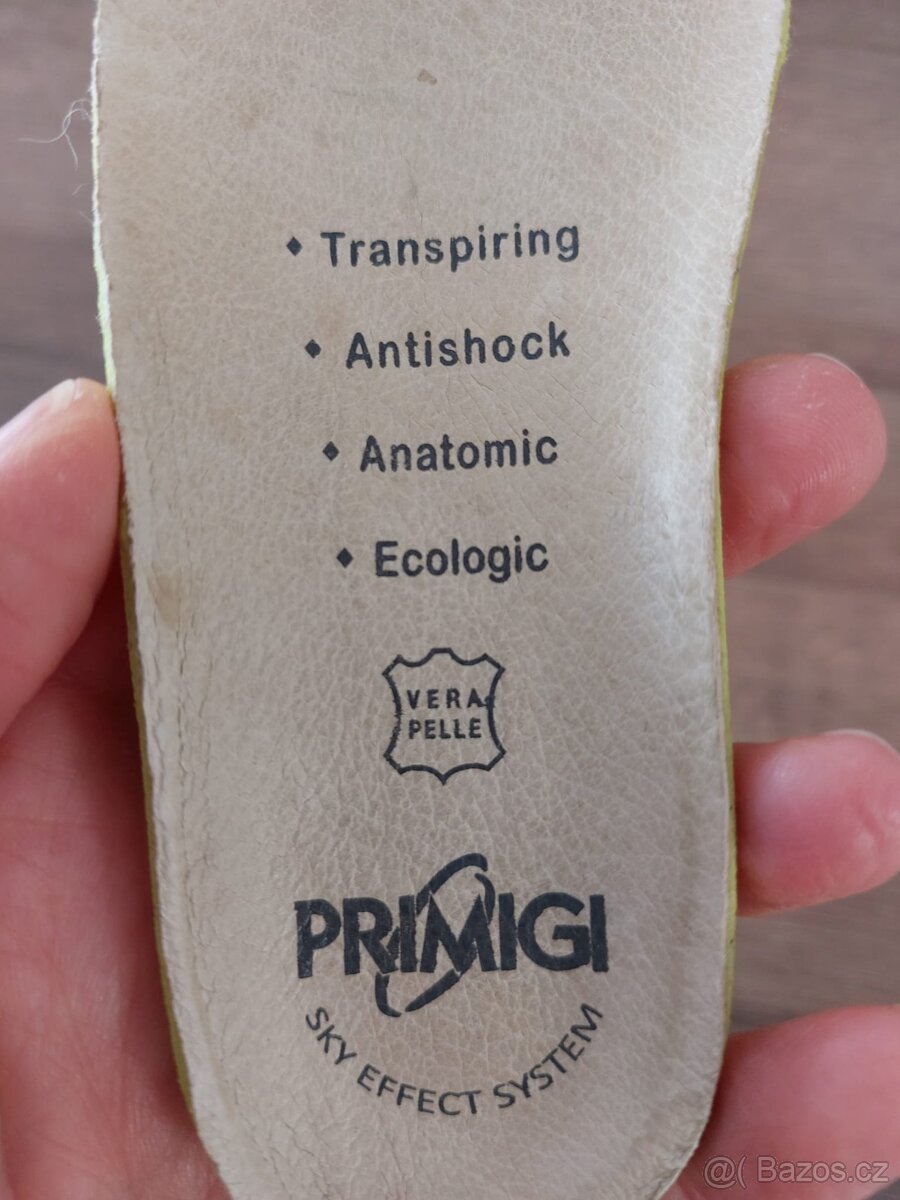 Transpiring
Antishock
Anatomic
Ecologic
VERA
PELLE
PRIMIGI
SKY EFFECT SYSTEM
@( Bazos.cz